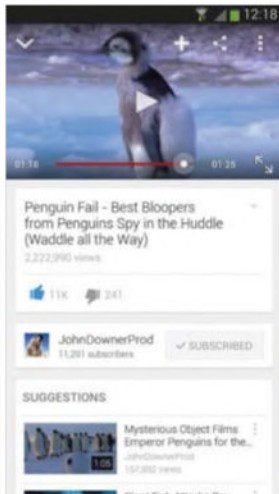 12:18
01:18 01:25
Penguin Fail - Best Bloopers
from Penguins Spy in the Huddle
(Waddle all the Way)
2,222,990 views
11K 241
JohnDownerProd
11,291 subscribers
✓ SUBSCRIBED
SUGGESTIONS
Mysterious Object Films
Emperor Penguins for the...
JohnDownerProd
1:05
views